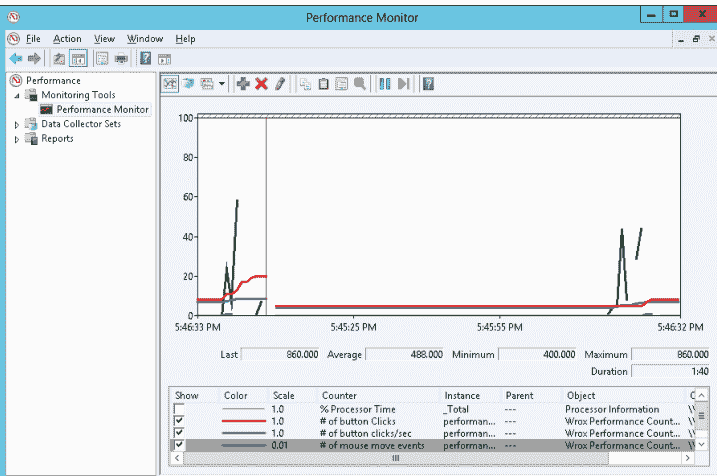 Performance Monitor
File Action View Window Help
Performance
Monitoring Tools
Performance Monitor
Data Collector Sets
Reports
100
80
60
40
20
0
5:46:33 PM 5:45:25 PM 5:45:55 PM 5:46:32 PM
Last 860.000 Average 488.000 Minimum 400.000 Maximum 860.000
Duration 1:40
Show Color Scale Counter Instance Parent Object C
1.0 % Processor Time _Total --- Processor Information \\
1.0 # of button Clicks performan... --- Wrox Performance Count... \\
1.0 # of button clicks/sec performan... --- Wrox Performance Count... \\
0.01 # of mouse move events performan... --- Wrox Performance Count... \\